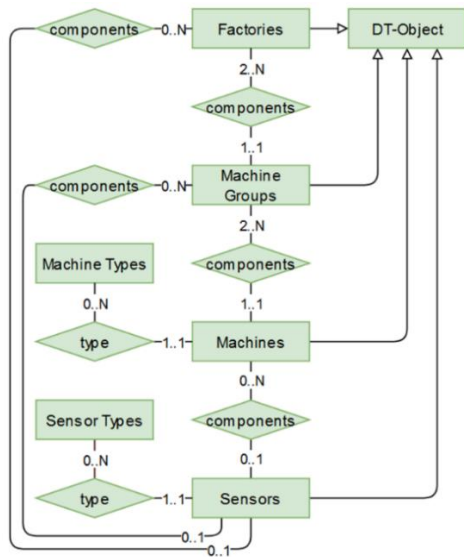 components
0..N
Factories
DT-Object
2..N
components
1..1
components
0..N
Machine
Groups
2..N
Machine Types
components
0..N
1..1
type
1..1
Machines
0..N
Sensor Types
components
0..N
0..1
type
1..1
Sensors
0..1
0..1